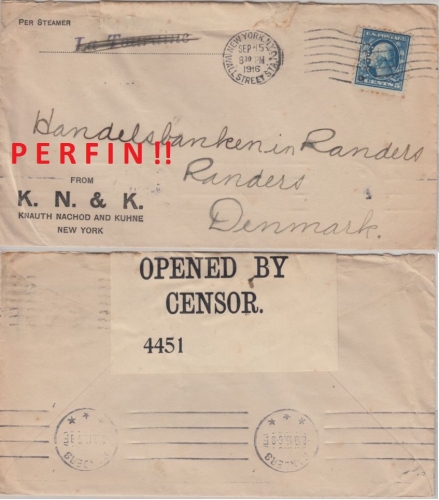 PER STEAMER
La Touraine
NEW YORK, N.Y.
SEP 15
1916
WALL STREET STA.
Handelsbanken in Randers
PERFIN!!
Randers
Denmark.
FROM
K. N. & K.
KNAUTH NACHOD AND KUHNE
NEW YORK
OPENED BY
CENSOR.
4451
RANDERS